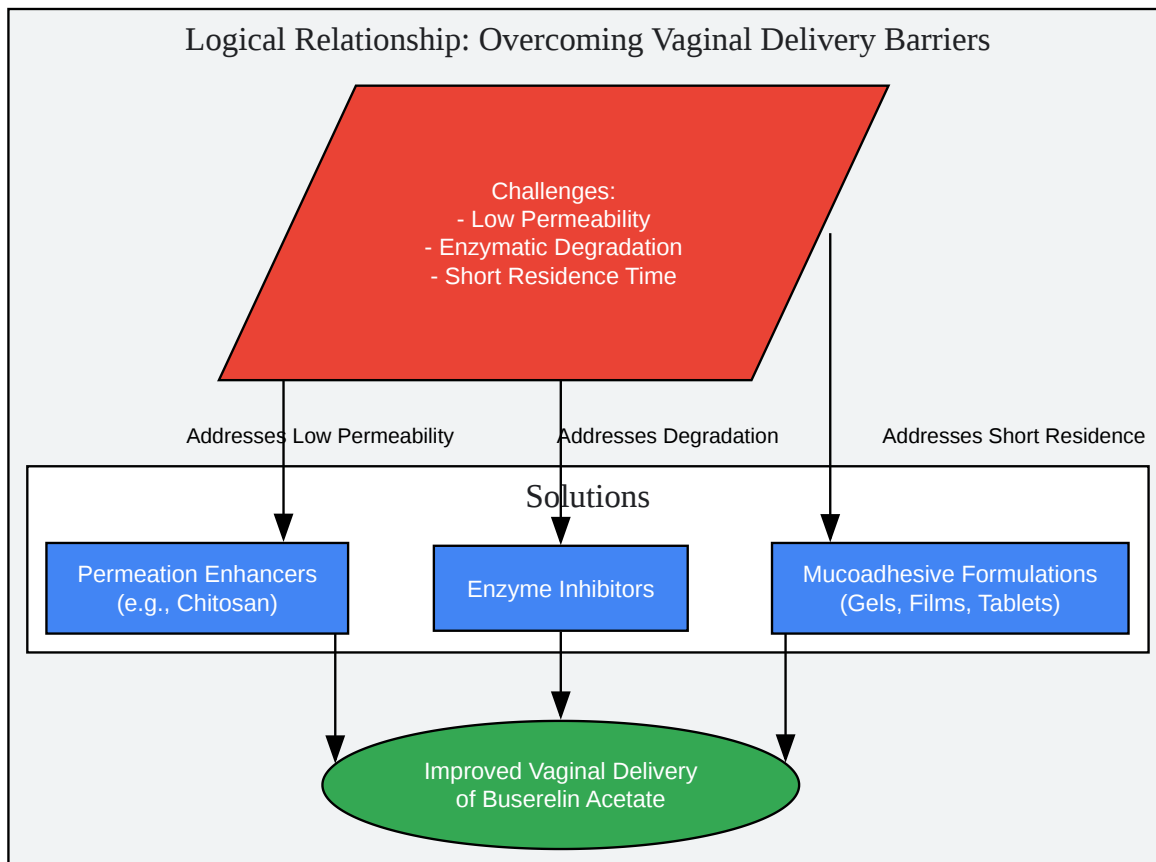 Logical Relationship: Overcoming Vaginal Delivery Barriers
Challenges:
- Low Permeability
- Enzymatic Degradation
- Short Residence Time
Addresses Low Permeability
Addresses Degradation
Addresses Short Residence
Solutions
Permeation Enhancers
(e.g., Chitosan)
Enzyme Inhibitors
Mucoadhesive Formulations
(Gels, Films, Tablets)
Improved Vaginal Delivery
of Buserelin Acetate